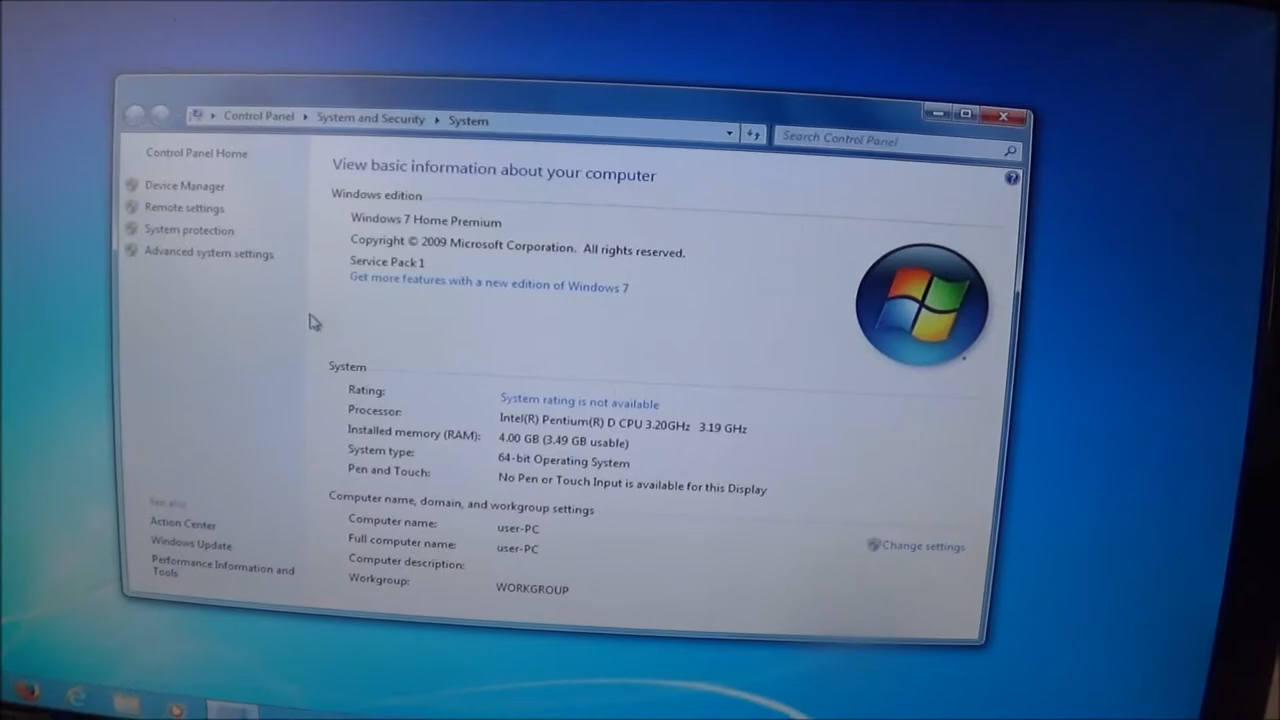 Control Panel System and Security System
Search Control Panel
Control Panel Home
Device Manager
Remote settings
System protection
Advanced system settings
View basic information about your computer
Windows edition
Windows 7 Home Premium
Copyright © 2009 Microsoft Corporation. All rights reserved.
Service Pack 1
Get more features with a new edition of Windows 7
System
Rating: System rating is not available
Processor: Intel(R) Pentium(R) D CPU 3.20GHz 3.19 GHz
Installed memory (RAM): 4.00 GB (3.49 GB usable)
System type: 64-bit Operating System
Pen and Touch: No Pen or Touch Input is available for this Display
Computer name, domain, and workgroup settings
Computer name: user-PC
Full computer name: user-PC
Computer description:
Workgroup: WORKGROUP
Change settings
See also
Action Center
Windows Update
Performance Information and
Tools